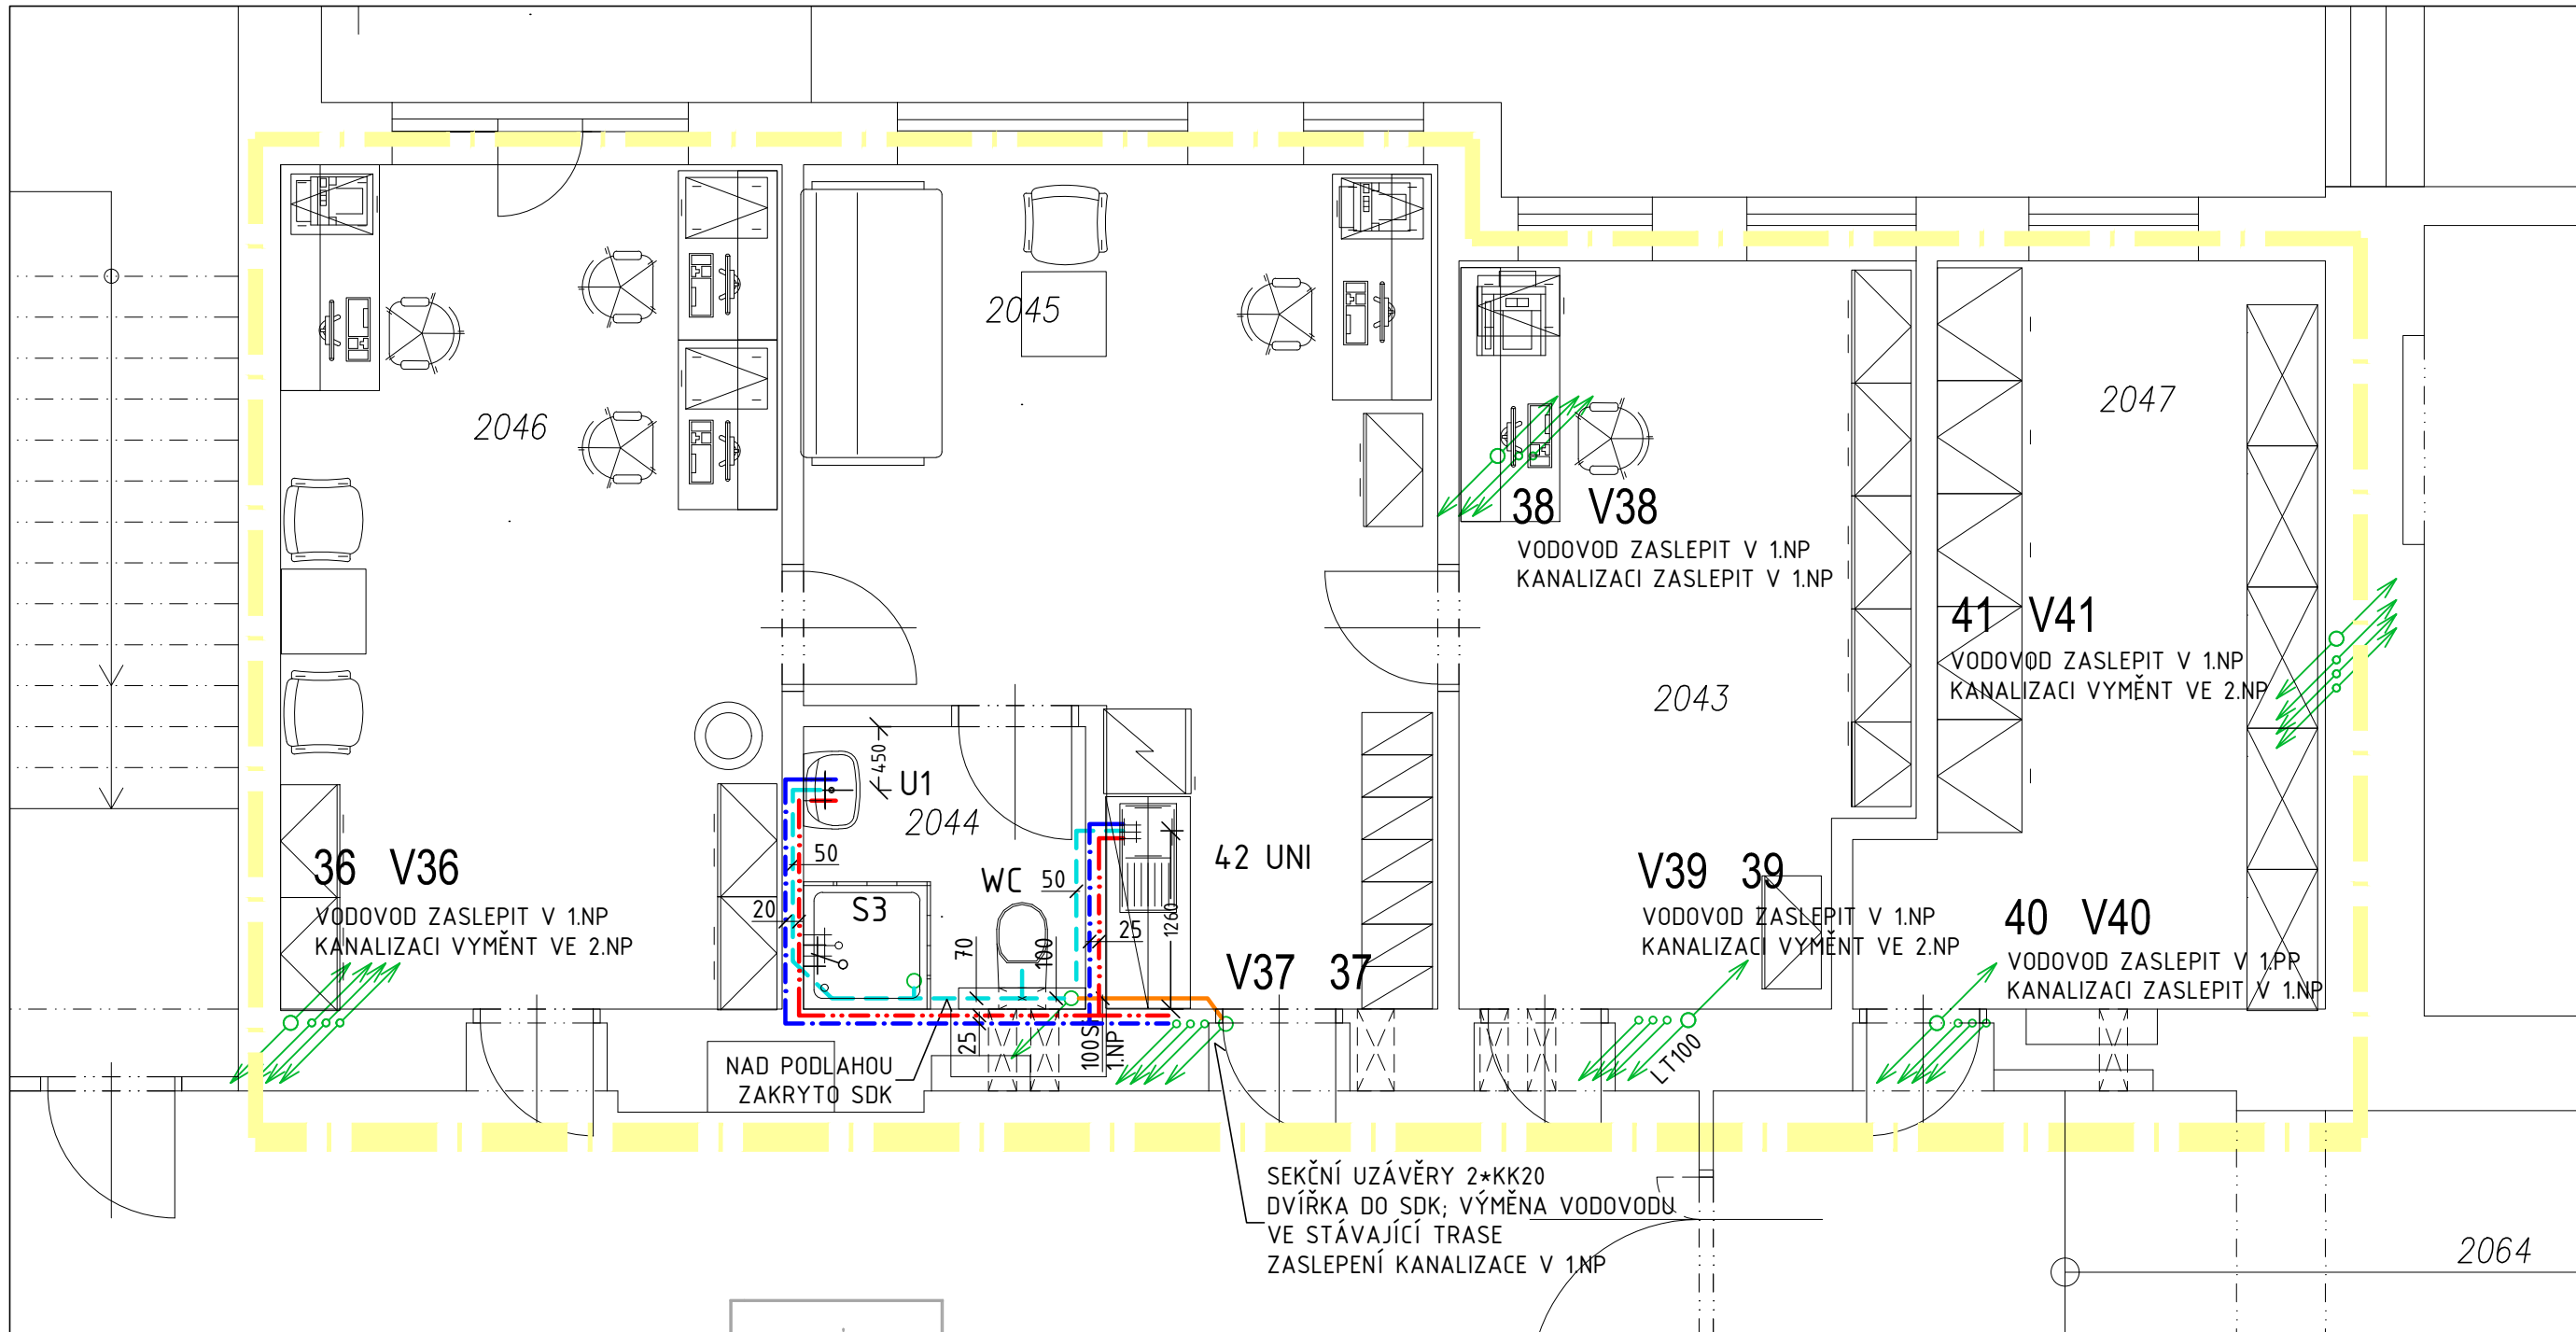 2045
2046
2047
38 V38
VODOVOD ZASLEPIT V 1.NP
KANALIZACI ZASLEPIT V 1.NP
41 V41
VODOVOD ZASLEPIT V 1.NP
KANALIZACI VYMĚNT VE 2.NP
2043
450
U1
2044
50
S3
20
WC
50
42 UNI
25
1260
70
100
25
100S
1.NP
36 V36
VODOVOD ZASLEPIT V 1.NP
KANALIZACI VYMĚNT VE 2.NP
V37 37
V39 39
VODOVOD ZASLEPIT V 1.NP
KANALIZACI VYMĚNT VE 2.NP
LT100
40 V40
VODOVOD ZASLEPIT V 1.PP
KANALIZACI ZASLEPIT V 1.NP
NAD PODLAHOU
ZAKRYTO SDK
SEKČNÍ UZÁVĚRY 2*KK20
DVÍŘKA DO SDK; VÝMĚNA VODOVODU
VE STÁVAJÍCÍ TRASE
ZASLEPENÍ KANALIZACE V 1.NP
2064